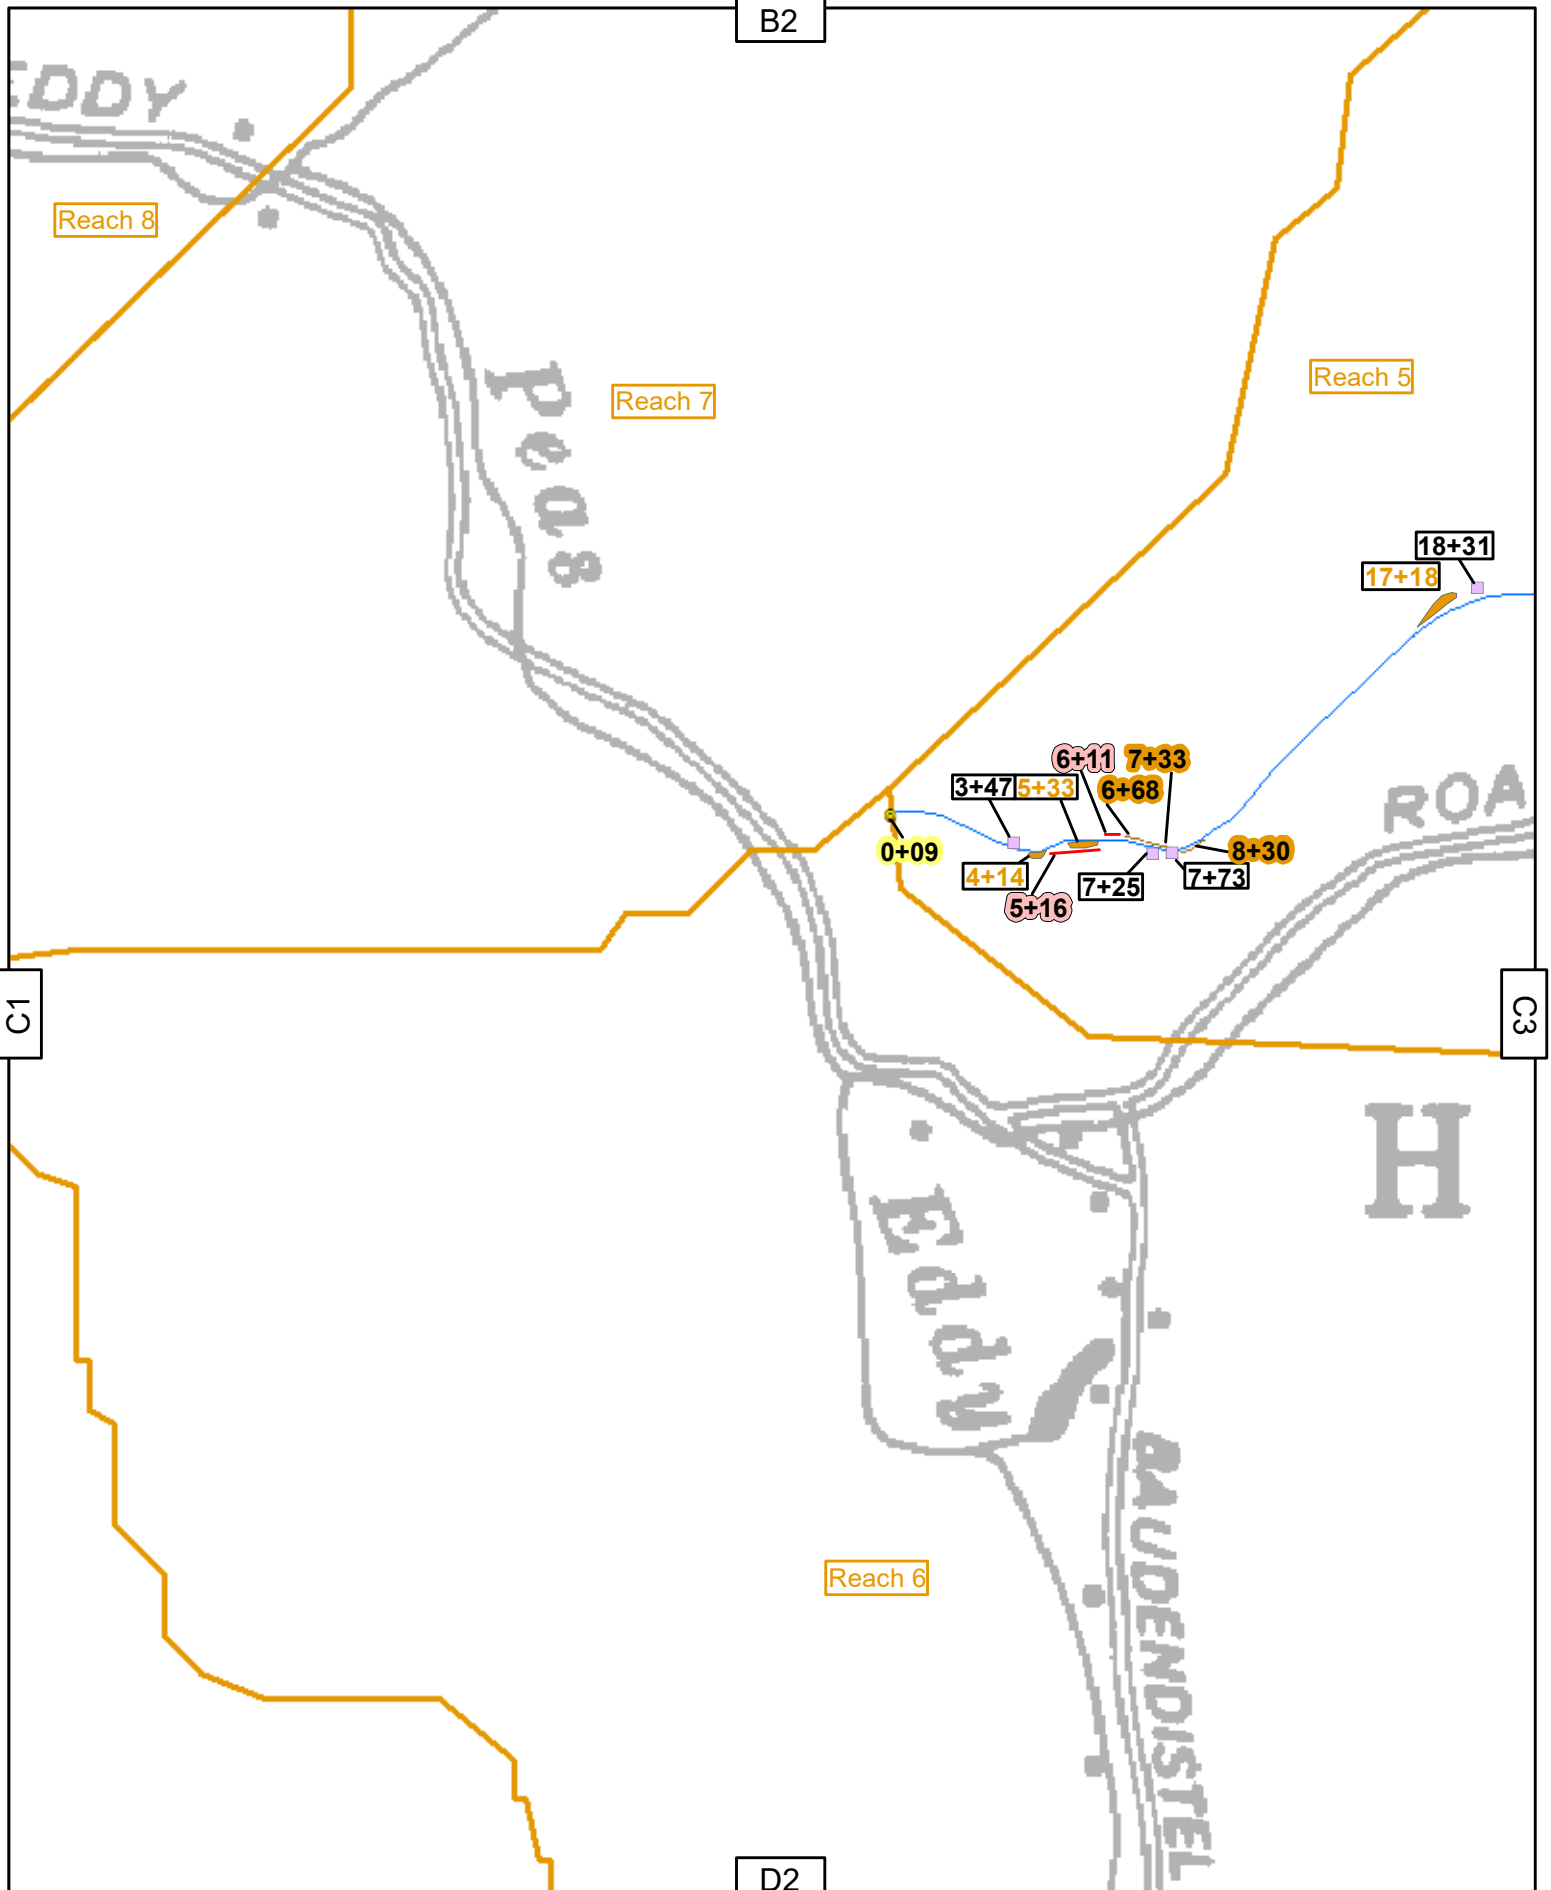 B2
EDDY
Reach 8
Peas
Reach 7
Reach 5
18+31
17+18
6+11
7+33
3+47
5+33
6+68
ROA
0+09
8+30
4+14
7+25
7+73
5+16
C1
C3
H
Eddy
BAUDENDISTEL
Reach 6
D2